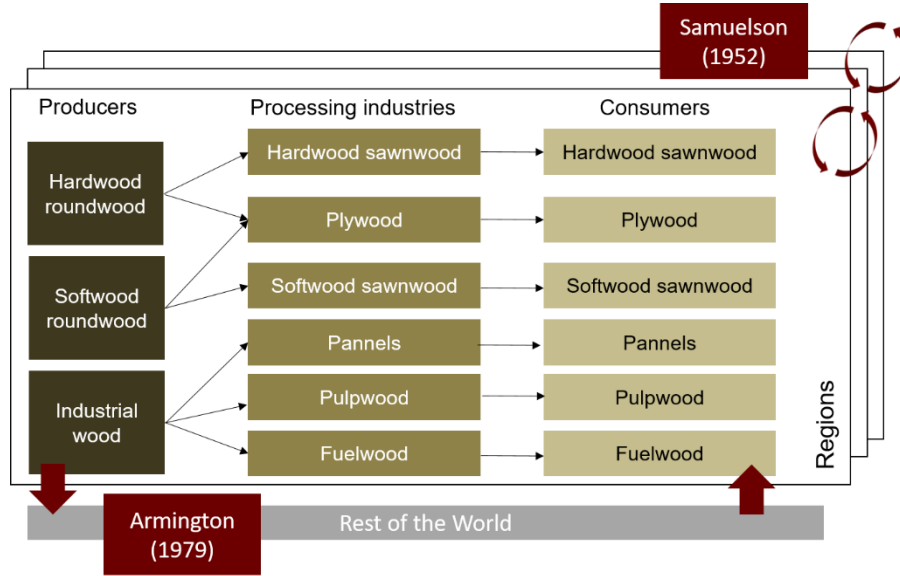 Samuelson
(1952)
Producers
Processing industries
Consumers
Hardwood
roundwood
Hardwood sawnwood
Hardwood sawnwood
Plywood
Plywood
Softwood
roundwood
Softwood sawnwood
Softwood sawnwood
Pannels
Pannels
Industrial
wood
Pulpwood
Pulpwood
Fuelwood
Fuelwood
Regions
Armington
(1979)
Rest of the World